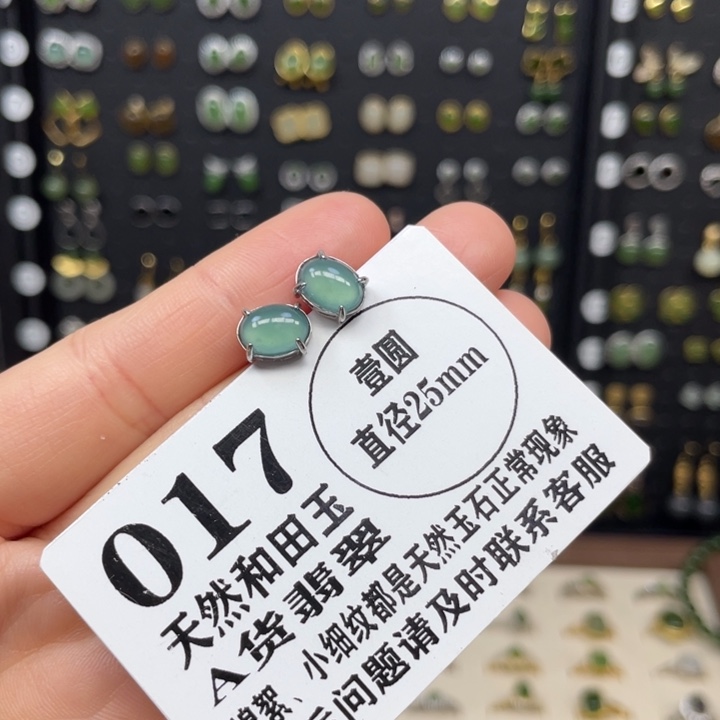 壹圆
直径25mm
017
天然和田玉
A货翡翠
棉絮、小细纹都是天然玉石正常现象
问题请及时联系客服